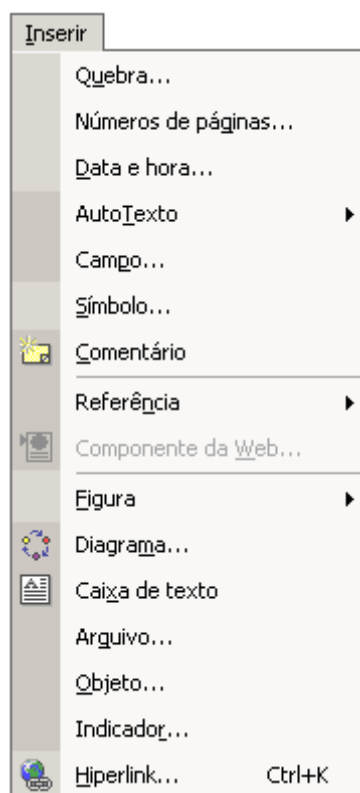 Inserir
Quebra...
Números de páginas...
Data e hora...
AutoTexto
Campo...
Símbolo...
Comentário
Referência
Componente da Web...
Figura
Diagrama...
Caixa de texto
Arquivo...
Objeto...
Indicador...
Hiperlink... Ctrl+K